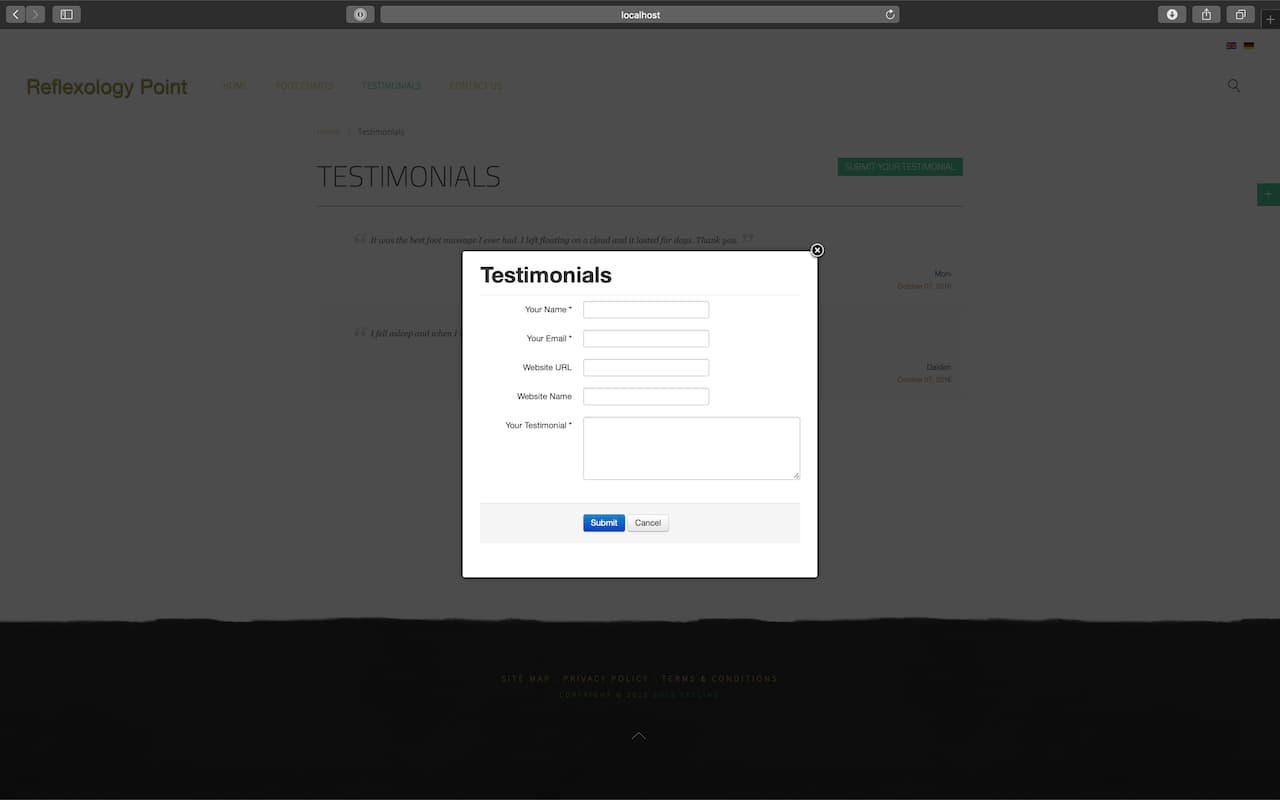 localhost
Reflexology Point
HOME
FOOT CHARTS
TESTIMONIALS
CONTACT US
Home / Testimonials
TESTIMONIALS
SUBMIT YOUR TESTIMONIAL
+
It was the best foot massage I ever had. I left floating on a cloud and it lasted for days. Thank you.
Mom
October 07, 2016
I fell asleep and when I
Daiden
October 07, 2016
Testimonials
Your Name *
Your Email *
Website URL
Website Name
Your Testimonial *
Submit
Cancel
SITE MAP · PRIVACY POLICY · TERMS & CONDITIONS
COPYRIGHT ©